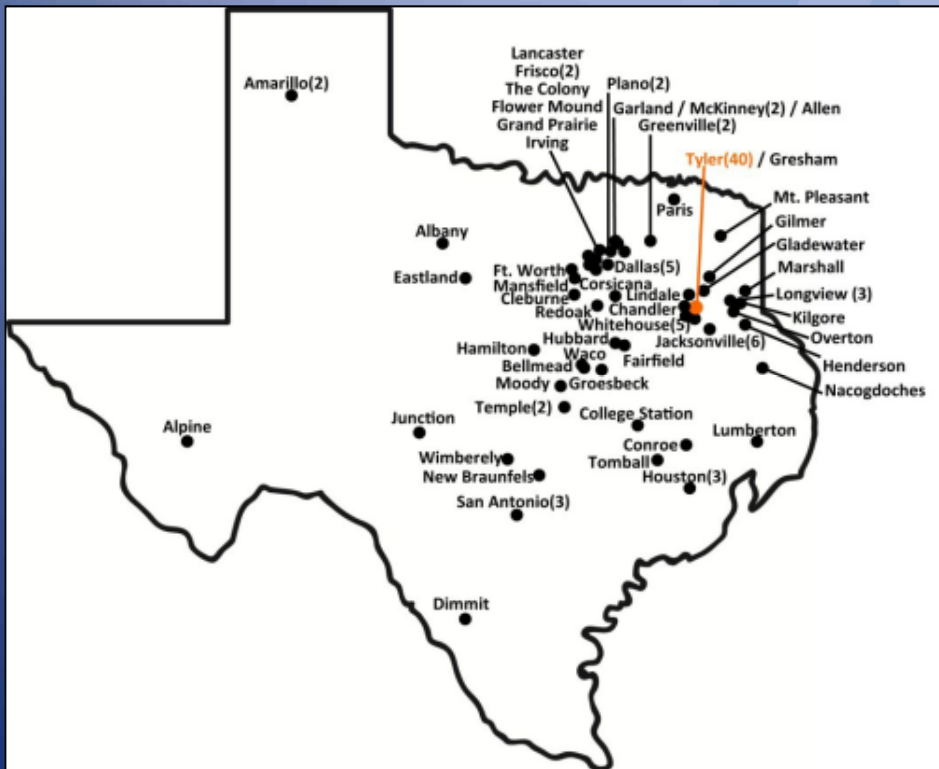 Amarillo(2)
Lancaster
Frisco(2)
The Colony
Flower Mound
Grand Prairie
Irving
Plano(2)
Garland / McKinney(2) / Allen
Greenville(2)
Tyler(40) / Gresham
Paris
Mt. Pleasant
Gilmer
Gladewater
Marshall
Longview (3)
Kilgore
Overton
Henderson
Nacogdoches
Albany
Eastland
Ft. Worth
Mansfield
Cleburne
Redoak
Dallas(5)
Corsicana
Lindale
Chandler
Whitehouse(5)
Jacksonville(6)
Hubbard
Fairfield
Hamilton
Waco
Bellmead
Moody
Groesbeck
Temple(2)
College Station
Junction
Alpine
Conroe
Lumberton
Wimberely
Tomball
New Braunfels
Houston(3)
San Antonio(3)
Dimmit